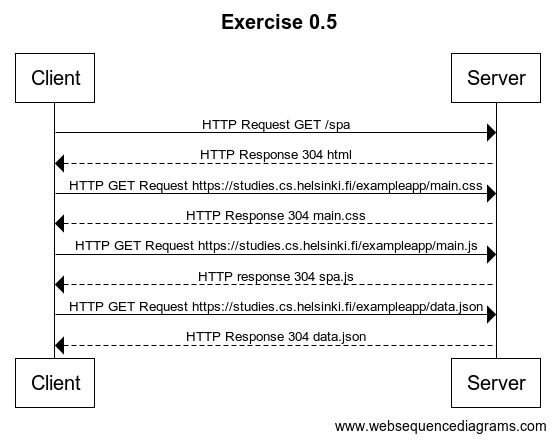 Exercise 0.5
Client Server
HTTP Request GET /spa
HTTP Response 304 html
HTTP GET Request https://studies.cs.helsinki.fi/exampleapp/main.css
HTTP Response 304 main.css
HTTP GET Request https://studies.cs.helsinki.fi/exampleapp/main.js
HTTP response 304 spa.js
HTTP GET Request https://studies.cs.helsinki.fi/exampleapp/data.json
HTTP Response 304 data.json
Client Server
www.websequencediagrams.com